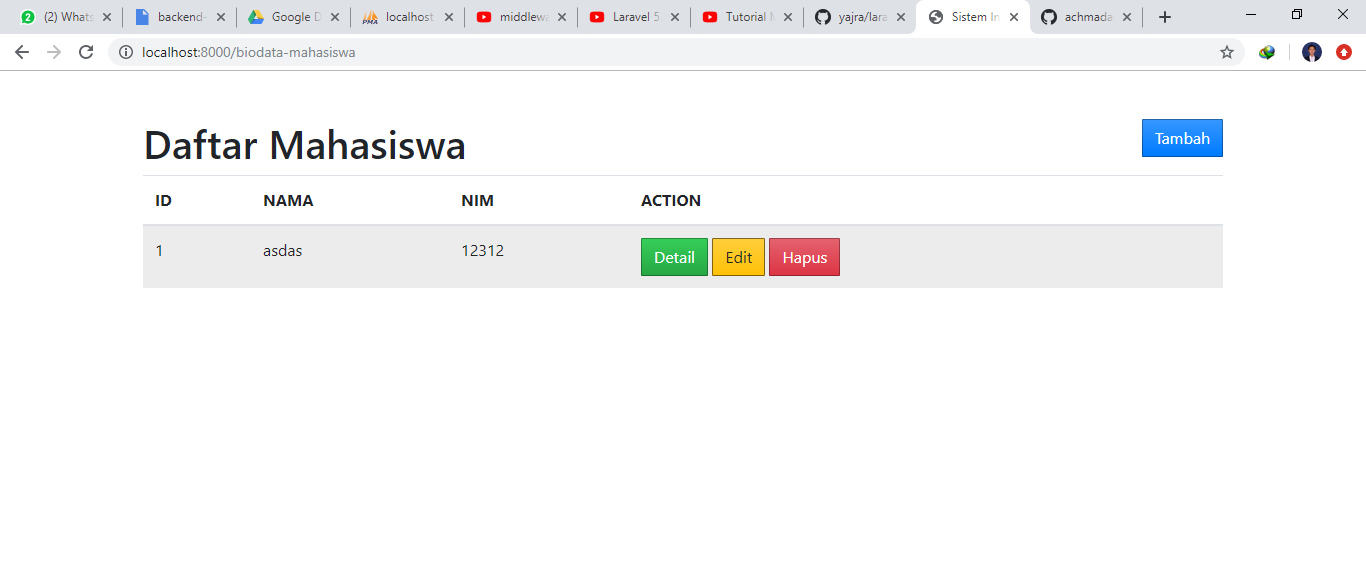 (2) Whats
backend-
Google D
localhost
middlewa
Laravel 5
Tutorial M
yajra/lara
Sistem In
achmada
localhost:8000/biodata-mahasiswa
Daftar Mahasiswa
Tambah
ID NAMA NIM ACTION
1 asdas 12312 Detail Edit Hapus